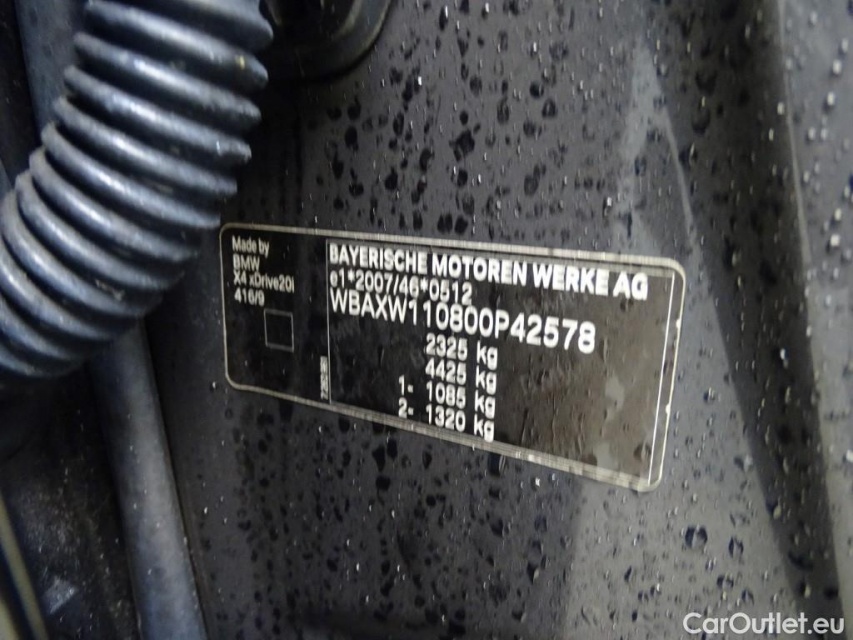 Made by
BMW
X4 xDrive20i
416/9
BAYERISCHE MOTOREN WERKE AG
e1*2007/46*0512
WBAXW110800P42578
2325 kg
4425 kg
1- 1085 kg
2- 1320 kg
CarOutlet.eu